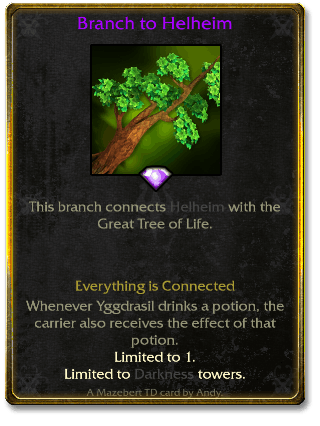 Branch to Helheim
This branch connects Helheim with the
Great Tree of Life.
Everything is Connected
Whenever Yggdrasil drinks a potion, the
carrier also receives the effect of that
potion.
Limited to 1.
Limited to Darkness towers.
A Mazebert TD card by Andy.